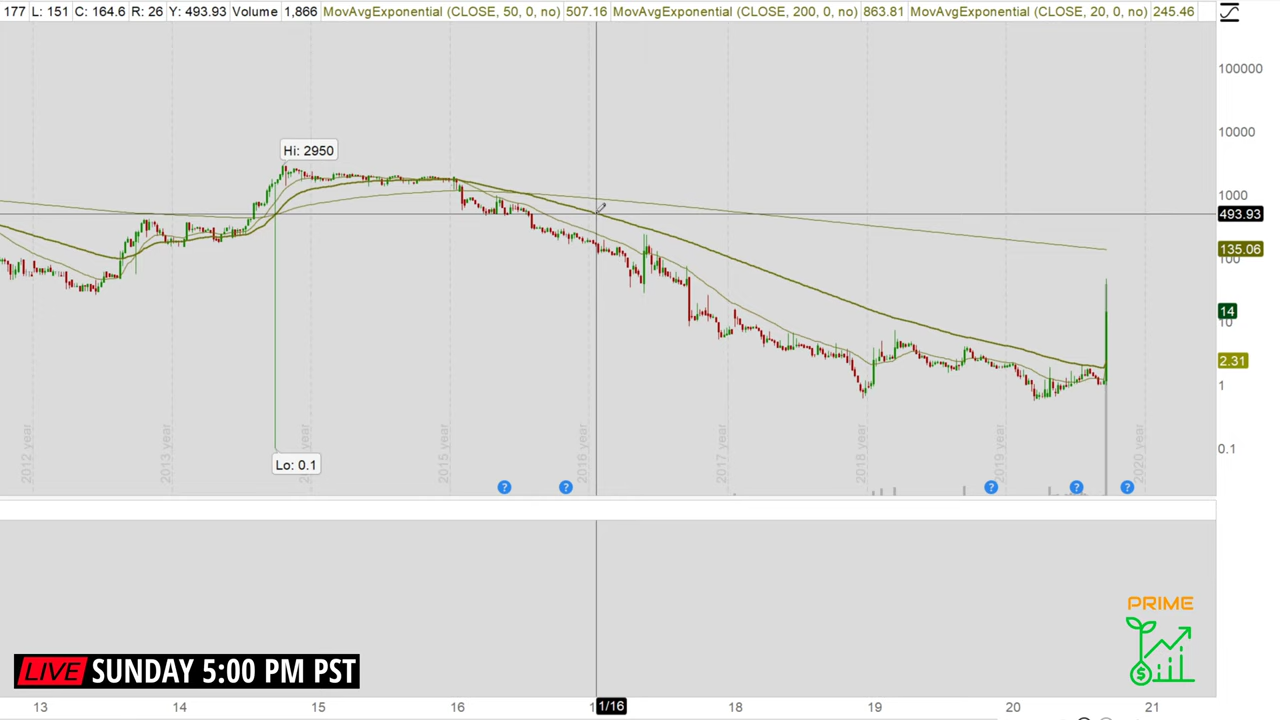 177 L: 151 C: 164.6 R: 26 Y: 493.93 Volume 1,866 MovAvgExponential (CLOSE, 50, 0, no) 507.16 MovAvgExponential (CLOSE, 200, 0, no) 863.81 MovAvgExponential (CLOSE, 20, 0, no) 245.46
100000
10000
Hi: 2950
1000
493.93
135.06
100
14
10
2.31
1
0.1
Lo: 0.1
2012 year
2013 year
year
2015 year
2016 year
2017 year
2018 year
2019 year
2020 year
? ? ? ? ?
PRIME
$
LIVE SUNDAY 5:00 PM PST
13 14 15 16 1/16 18 19 20 21